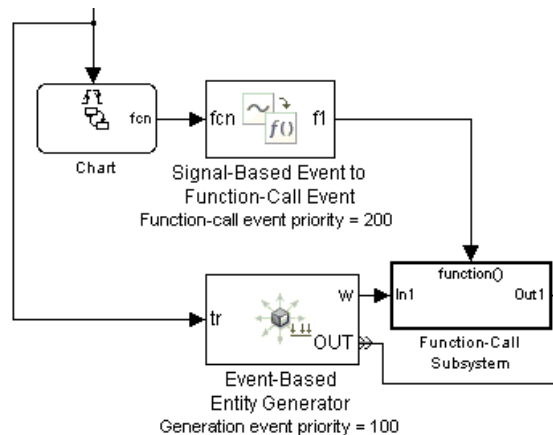 fcn
Chart
fcn
f()
f1
Signal-Based Event to
Function-Call Event
Function-call event priority = 200
function()
In1
Out1
Function-Call
Subsystem
tr
w
OUT
Event-Based
Entity Generator
Generation event priority = 100